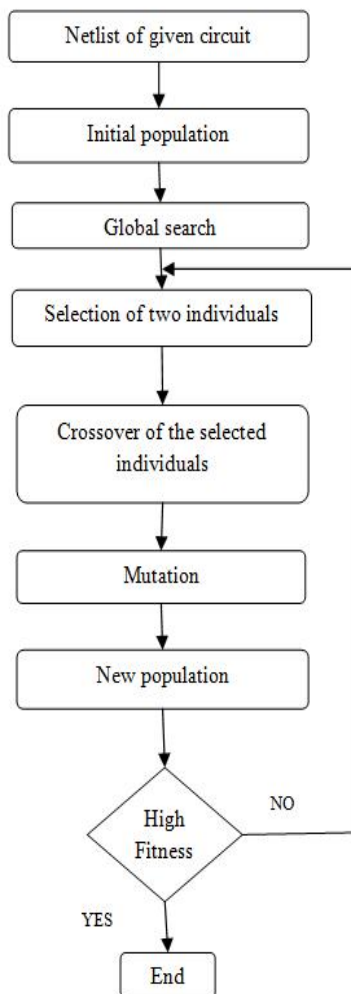 Netlist of given circuit
Initial population
Global search
Selection of two individuals
Crossover of the selected
individuals
Mutation
New population
High
Fitness
NO
YES
End